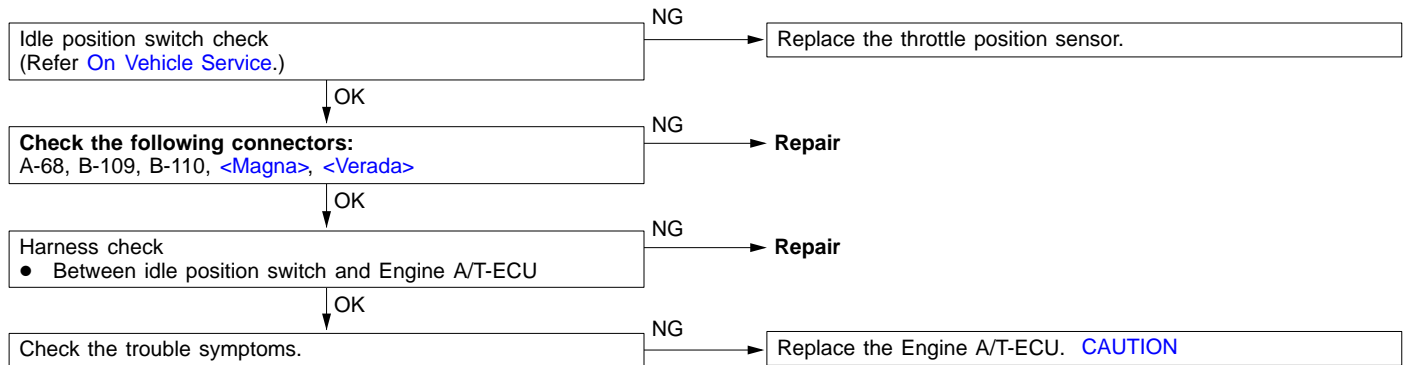 NG
Idle position switch check
(Refer On Vehicle Service.)
Replace the throttle position sensor.
OK
NG
Check the following connectors:
A-68, B-109, B-110, <Magna>, <Verada>
Repair
OK
NG
Harness check
● Between idle position switch and Engine A/T-ECU
Repair
OK
NG
Check the trouble symptoms.
Replace the Engine A/T-ECU. CAUTION